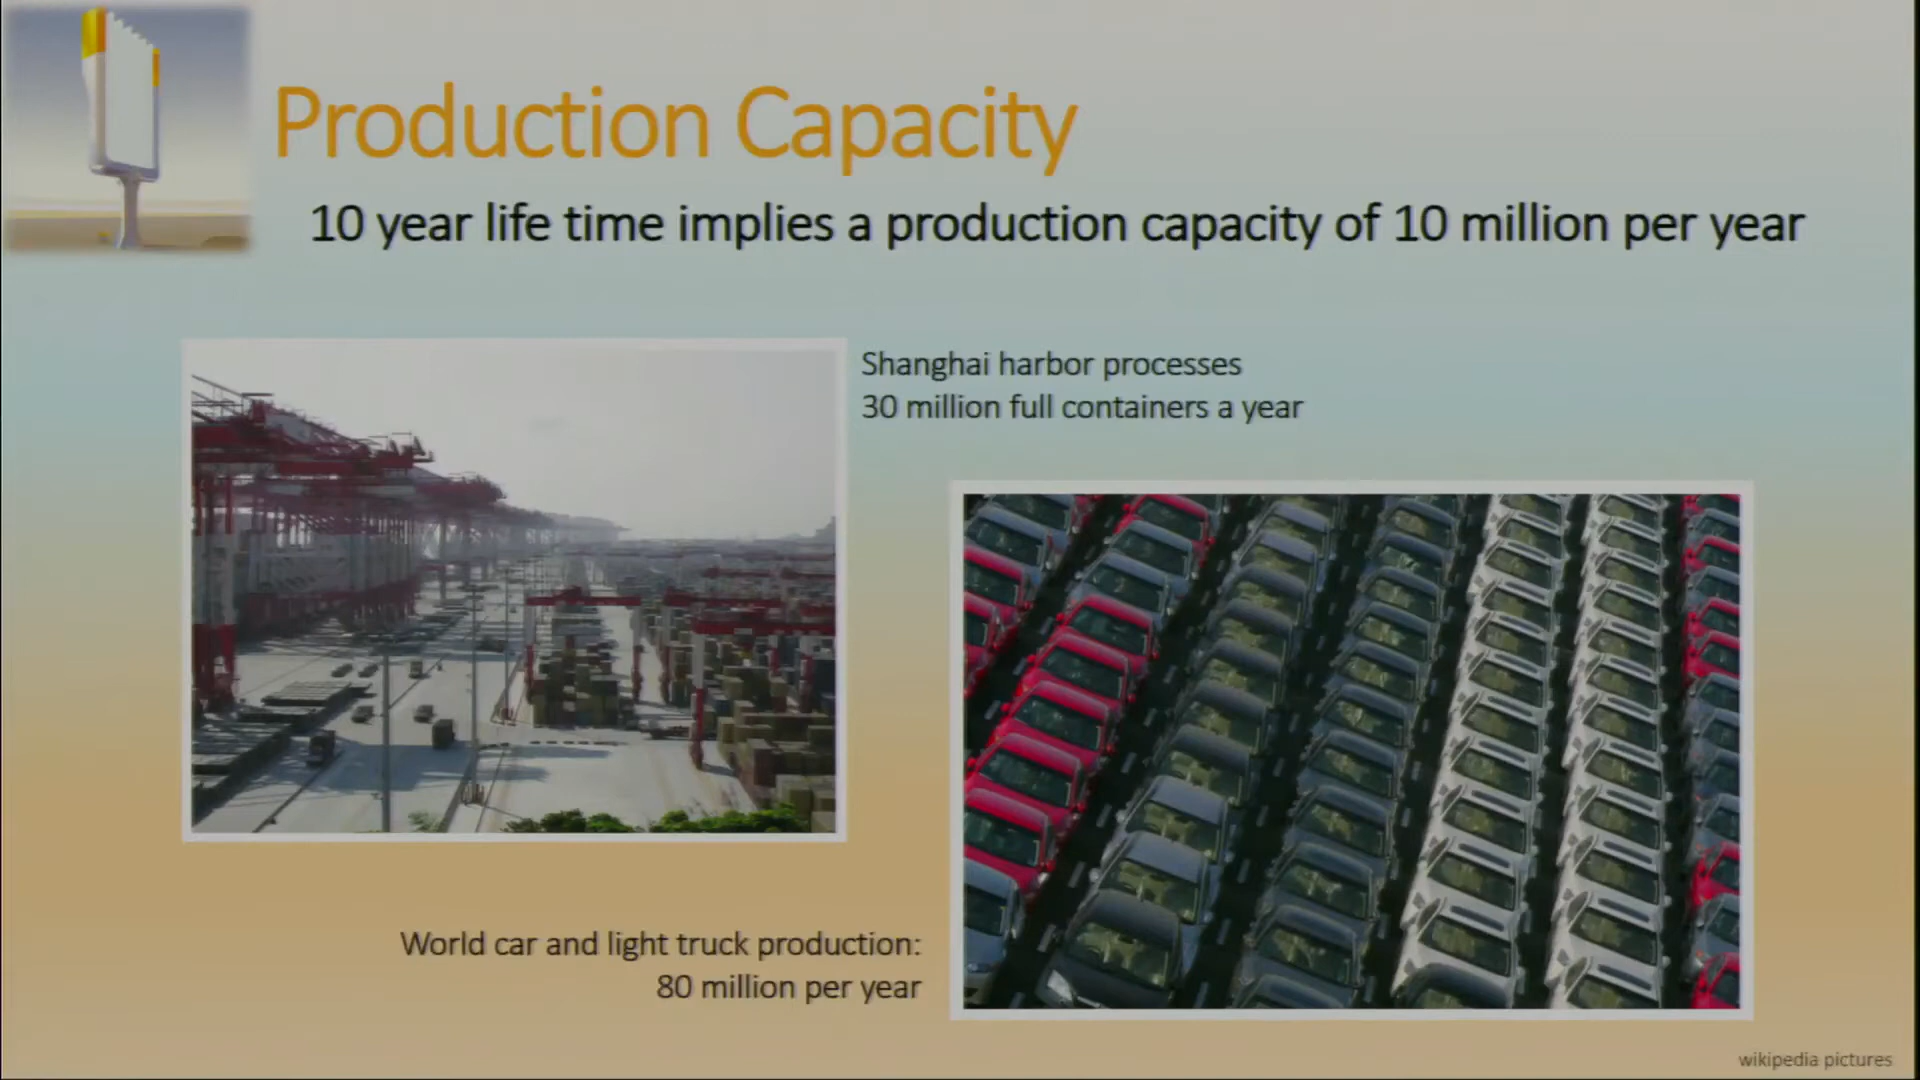 Production Capacity
10 year life time implies a production capacity of 10 million per year
Shanghai harbor processes
30 million full containers a year
World car and light truck production:
80 million per year
wikipedia pictures